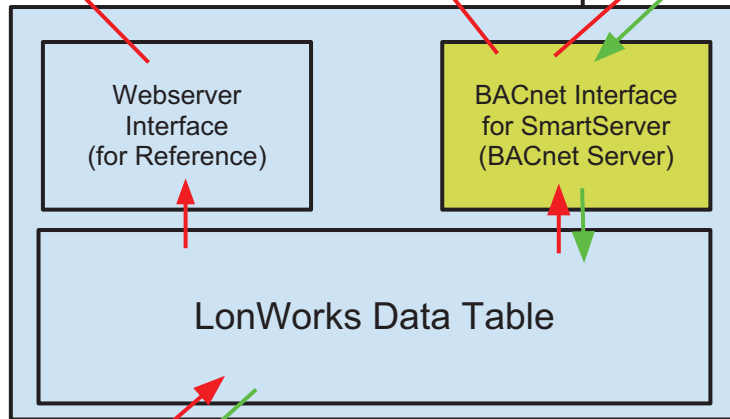 Webserver
Interface
(for Reference)
BACnet Interface
for SmartServer
(BACnet Server)
LonWorks Data Table